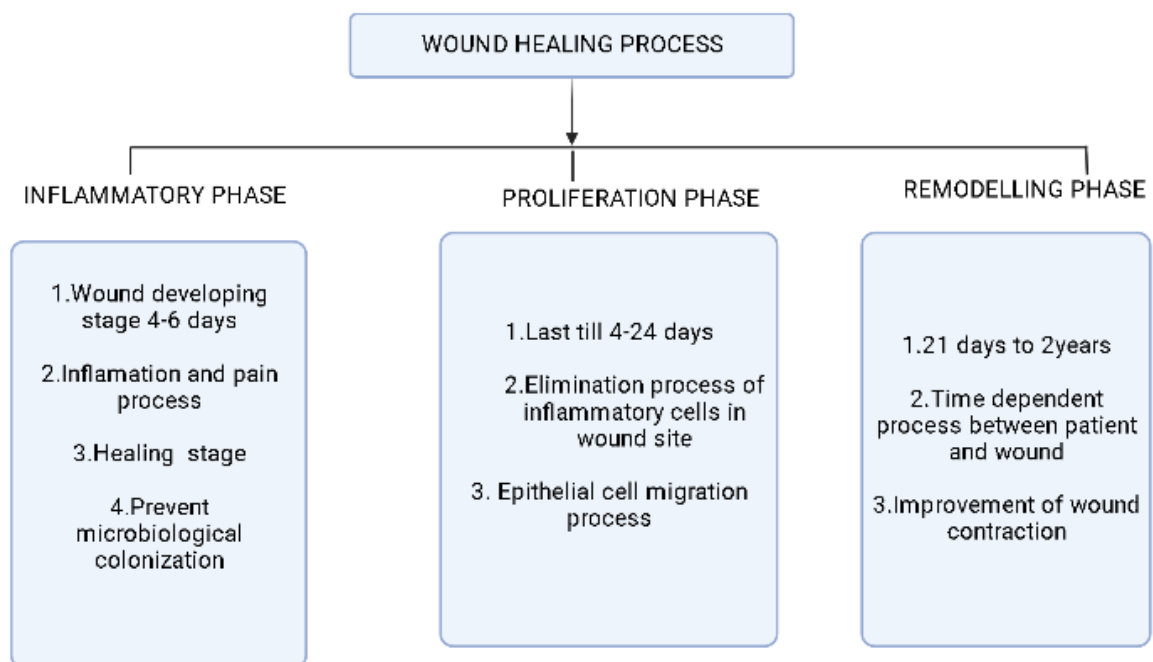 WOUND HEALING PROCESS
INFLAMMATORY PHASE
1.Wound developing
stage 4-6 days
2.Inflamation and pain
process
3.Healing stage
4.Prevent
microbiological
colonization
PROLIFERATION PHASE
1.Last till 4-24 days
2.Elimination process of
inflammatory cells in
wound site
3. Epithelial cell migration
process
REMODELLING PHASE
1.21 days to 2years
2.Time dependent
process between patient
and wound
3.Improvement of wound
contraction